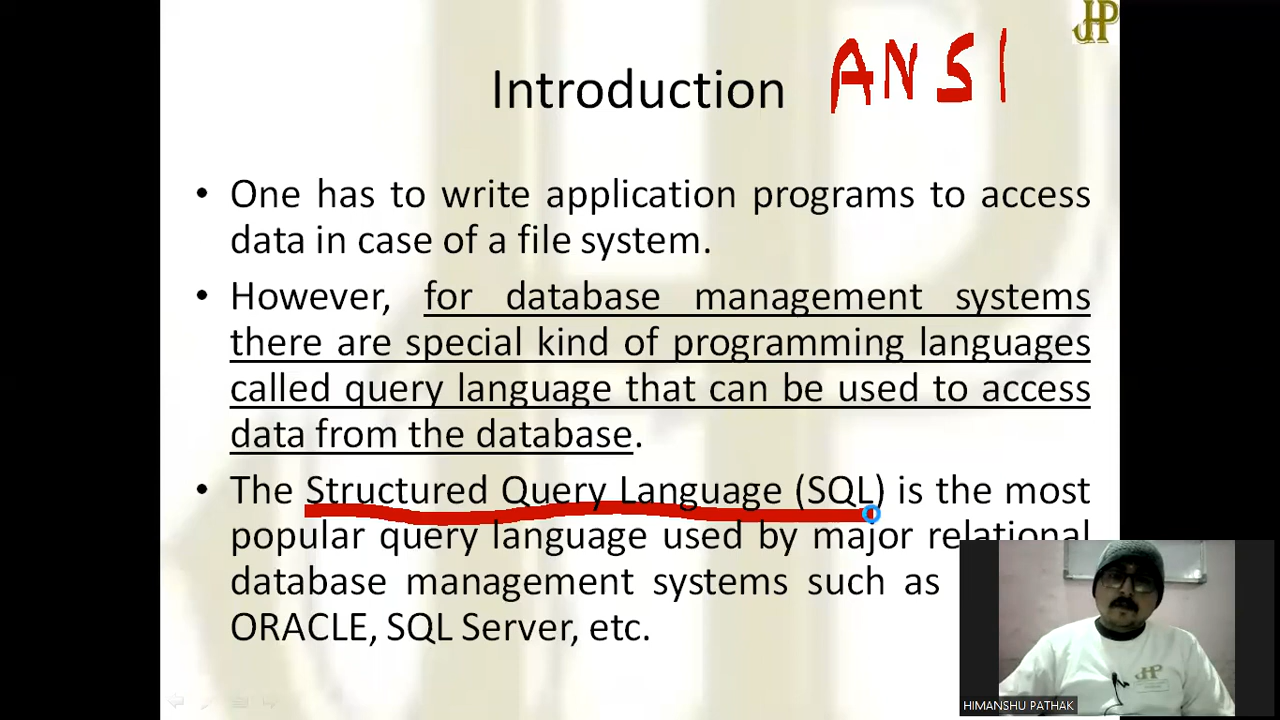 JHP
Introduction ANSI
• One has to write application programs to access
data in case of a file system.
• However, for database management systems
there are special kind of programming languages
called query language that can be used to access
data from the database.
• The Structured Query Language (SQL) is the most
popular query language used by major relational
database management systems such as
ORACLE, SQL Server, etc.
JHP
HIMANSHU PATHAK